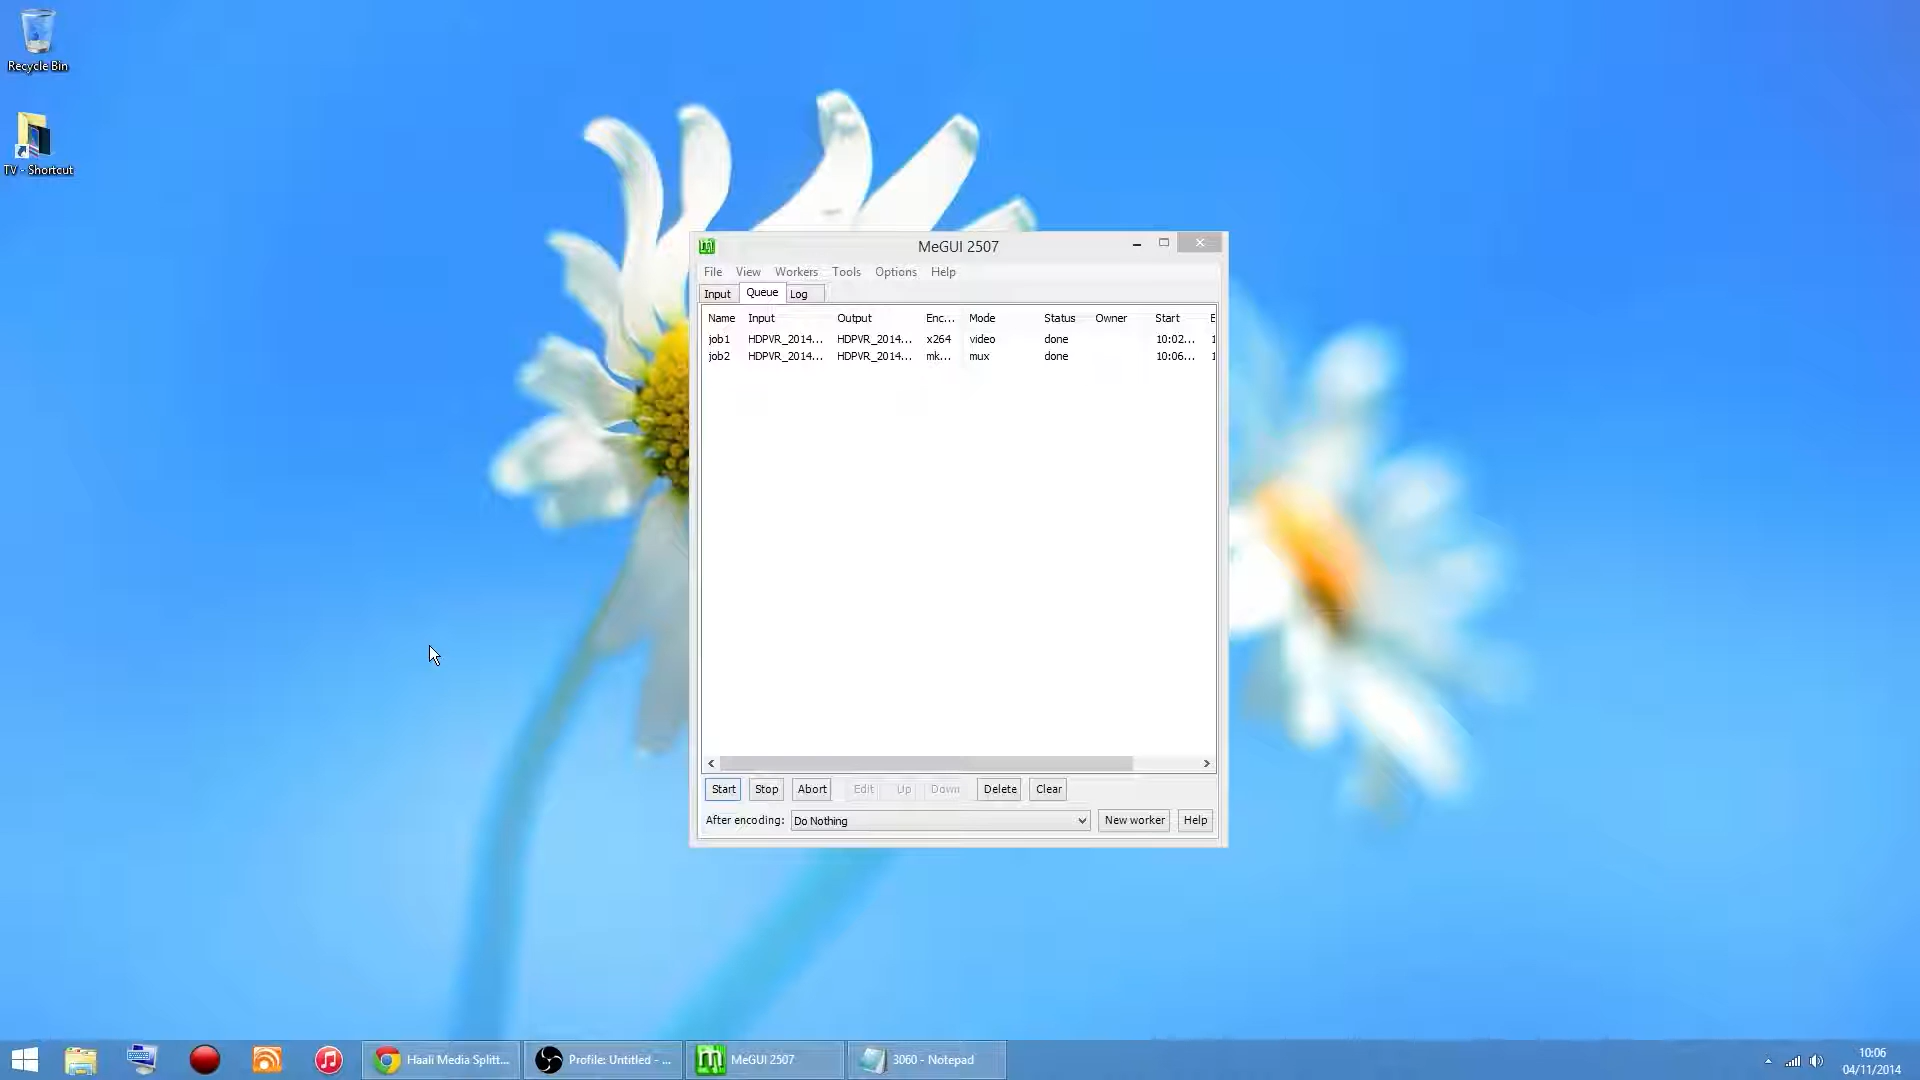 Recycle Bin
TV - Shortcut
MeGUI 2507
File View Workers Tools Options Help
Input Queue Log
Name Input Output Enc... Mode Status Owner Start E
job1 HDPVR_2014... HDPVR_2014... x264 video done 10:02... 1
job2 HDPVR_2014... HDPVR_2014... mk... mux done 10:06... 1
Start Stop Abort Edit Up Down Delete Clear
After encoding: Do Nothing New worker Help
Haali Media Splitt... Profile: Untitled - ... MeGUI 2507 3060 - Notepad
10:06
04/11/2014